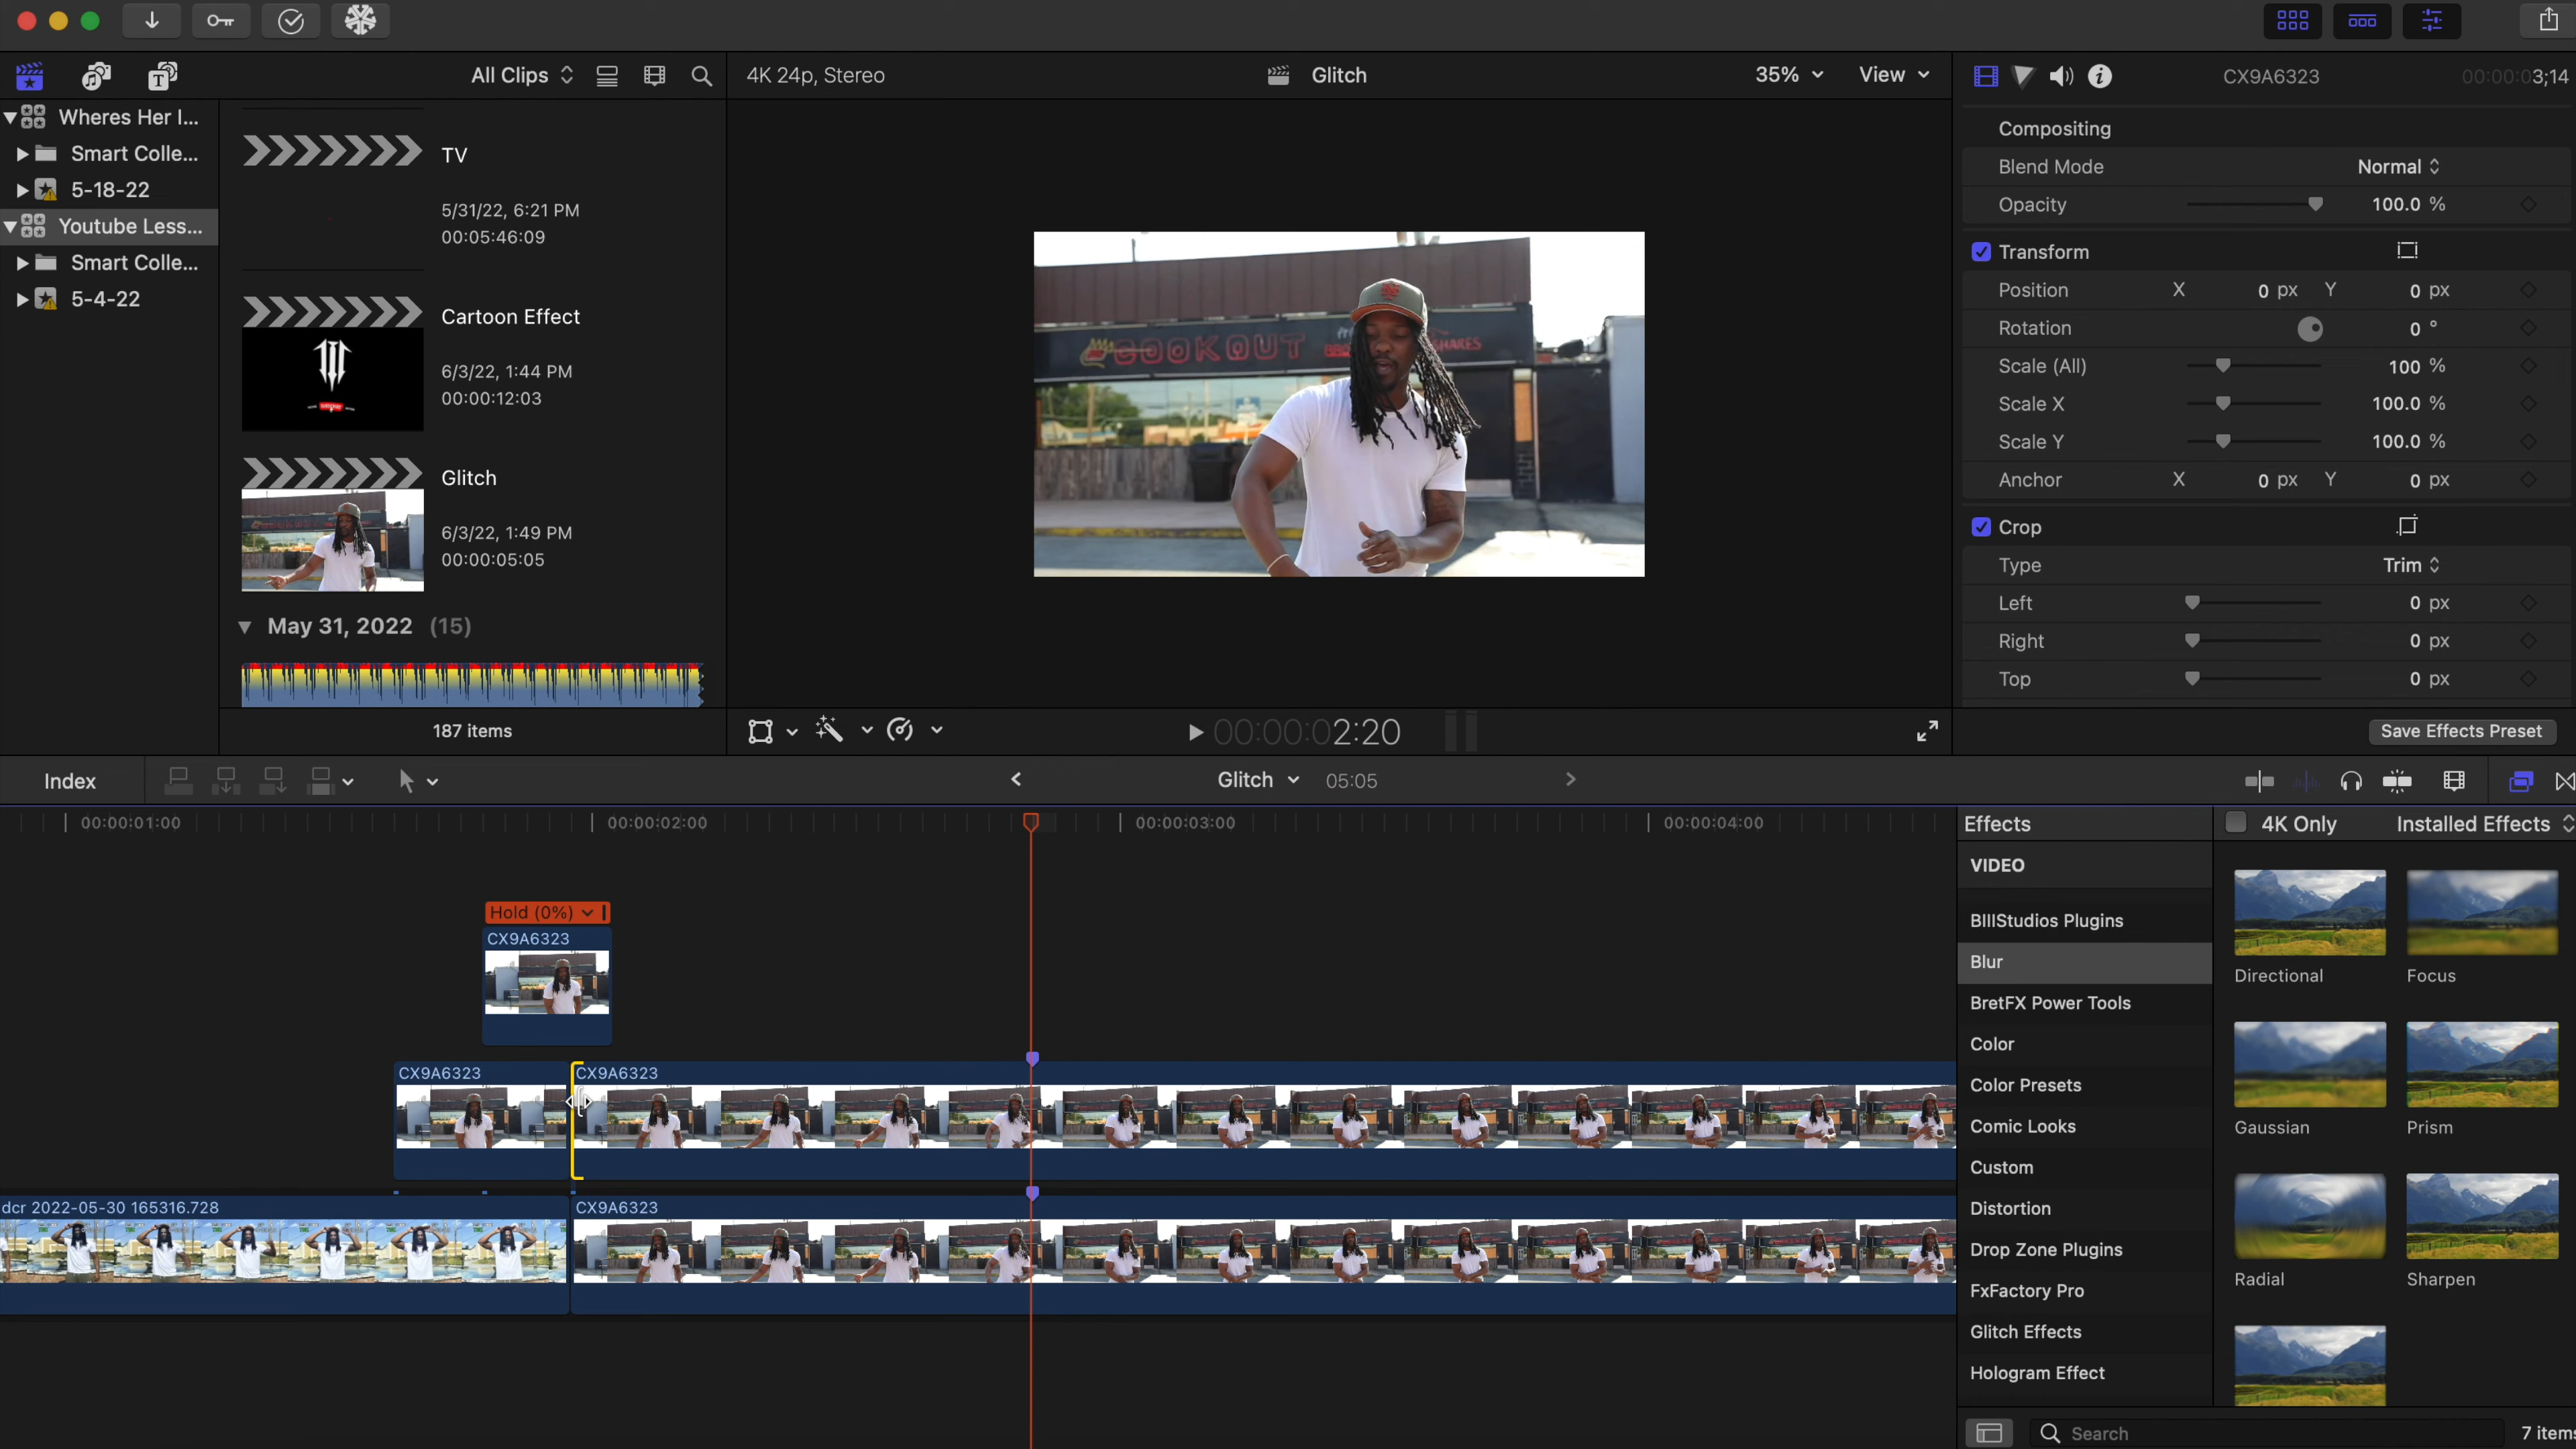 All Clips
4K 24p, Stereo
Glitch
35%
View
CX9A6323
00:00:03;14
Wheres Her I...
Smart Colle...
5-18-22
Youtube Less...
Smart Colle...
5-4-22
TV
5/31/22, 6:21 PM
00:05:46:09
Cartoon Effect
6/3/22, 1:44 PM
00:00:12:03
Glitch
6/3/22, 1:49 PM
00:00:05:05
May 31, 2022 (15)
187 items
COOKOUT
Compositing
Blend Mode Normal
Opacity 100.0 %
Transform
Position X 0 px Y 0 px
Rotation 0 °
Scale (All) 100 %
Scale X 100.0 %
Scale Y 100.0 %
Anchor X 0 px Y 0 px
Crop
Type Trim
Left 0 px
Right 0 px
Top 0 px
00:00:02:20
Save Effects Preset
Index
Glitch 05:05
00:00:01:00
00:00:02:00
00:00:03:00
00:00:04:00
Hold (0%)
CX9A6323
CX9A6323
CX9A6323
dcr 2022-05-30 165316.728
CX9A6323
Effects
4K Only
Installed Effects
VIDEO
BIIIStudios Plugins
Blur
BretFX Power Tools
Color
Color Presets
Comic Looks
Custom
Distortion
Drop Zone Plugins
FxFactory Pro
Glitch Effects
Hologram Effect
Directional
Focus
Gaussian
Prism
Radial
Sharpen
Search
7 item